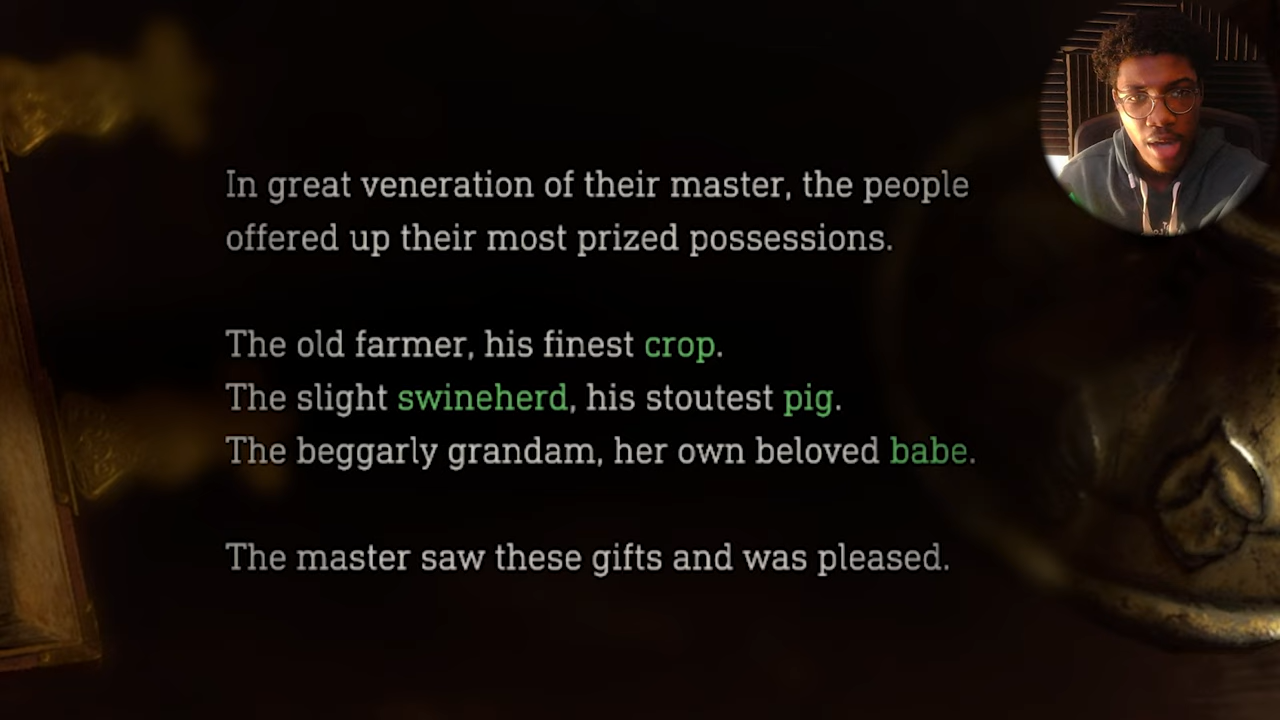 In great veneration of their master, the people
offered up their most prized possessions.
The old farmer, his finest crop.
The slight swineherd, his stoutest pig.
The beggarly grandam, her own beloved babe.
The master saw these gifts and was pleased.